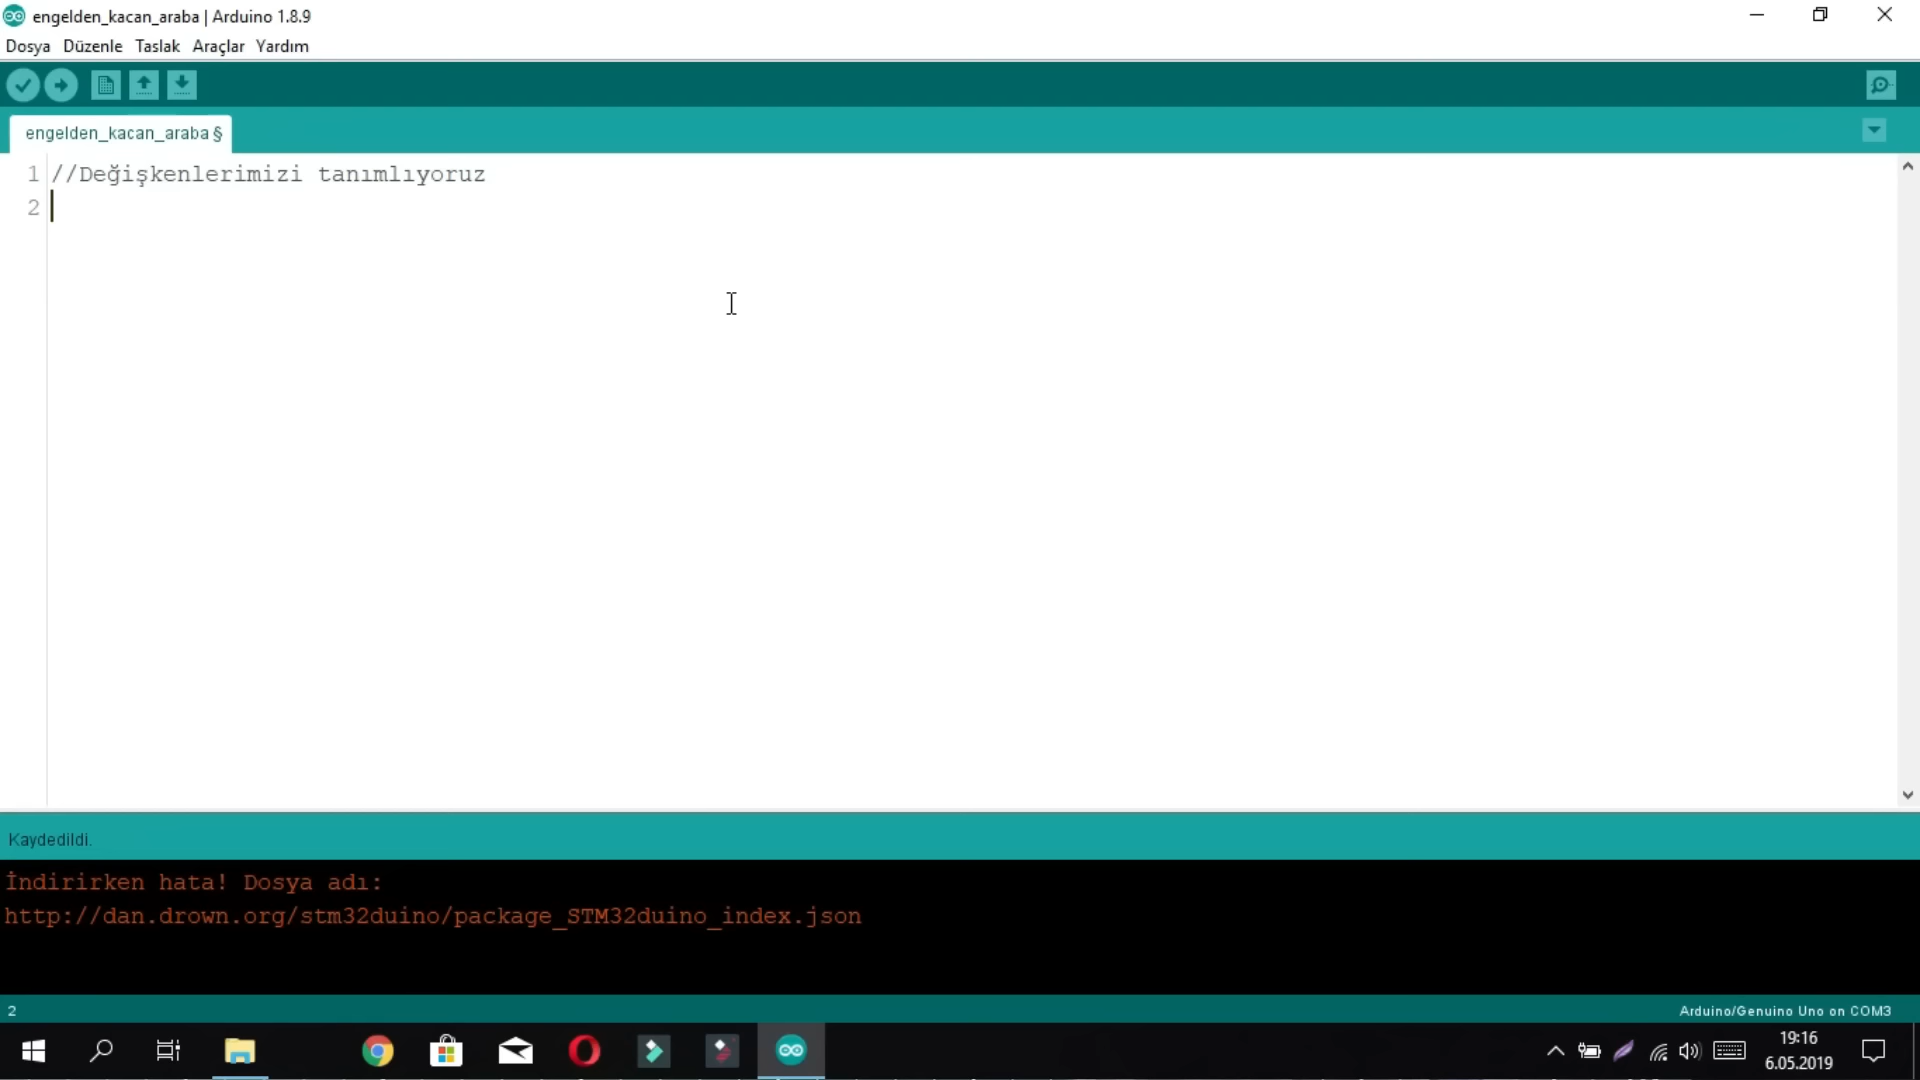 engelden_kacan_araba | Arduino 1.8.9
Dosya Düzenle Taslak Araçlar Yardım
engelden_kacan_araba §
1 //Değişkenlerimizi tanımlıyoruz
2
Kaydedildi.
İndirirken hata! Dosya adı:
http://dan.drown.org/stm32duino/package_STM32duino_index.json
2
Arduino/Genuino Uno on COM3
19:16
6.05.2019